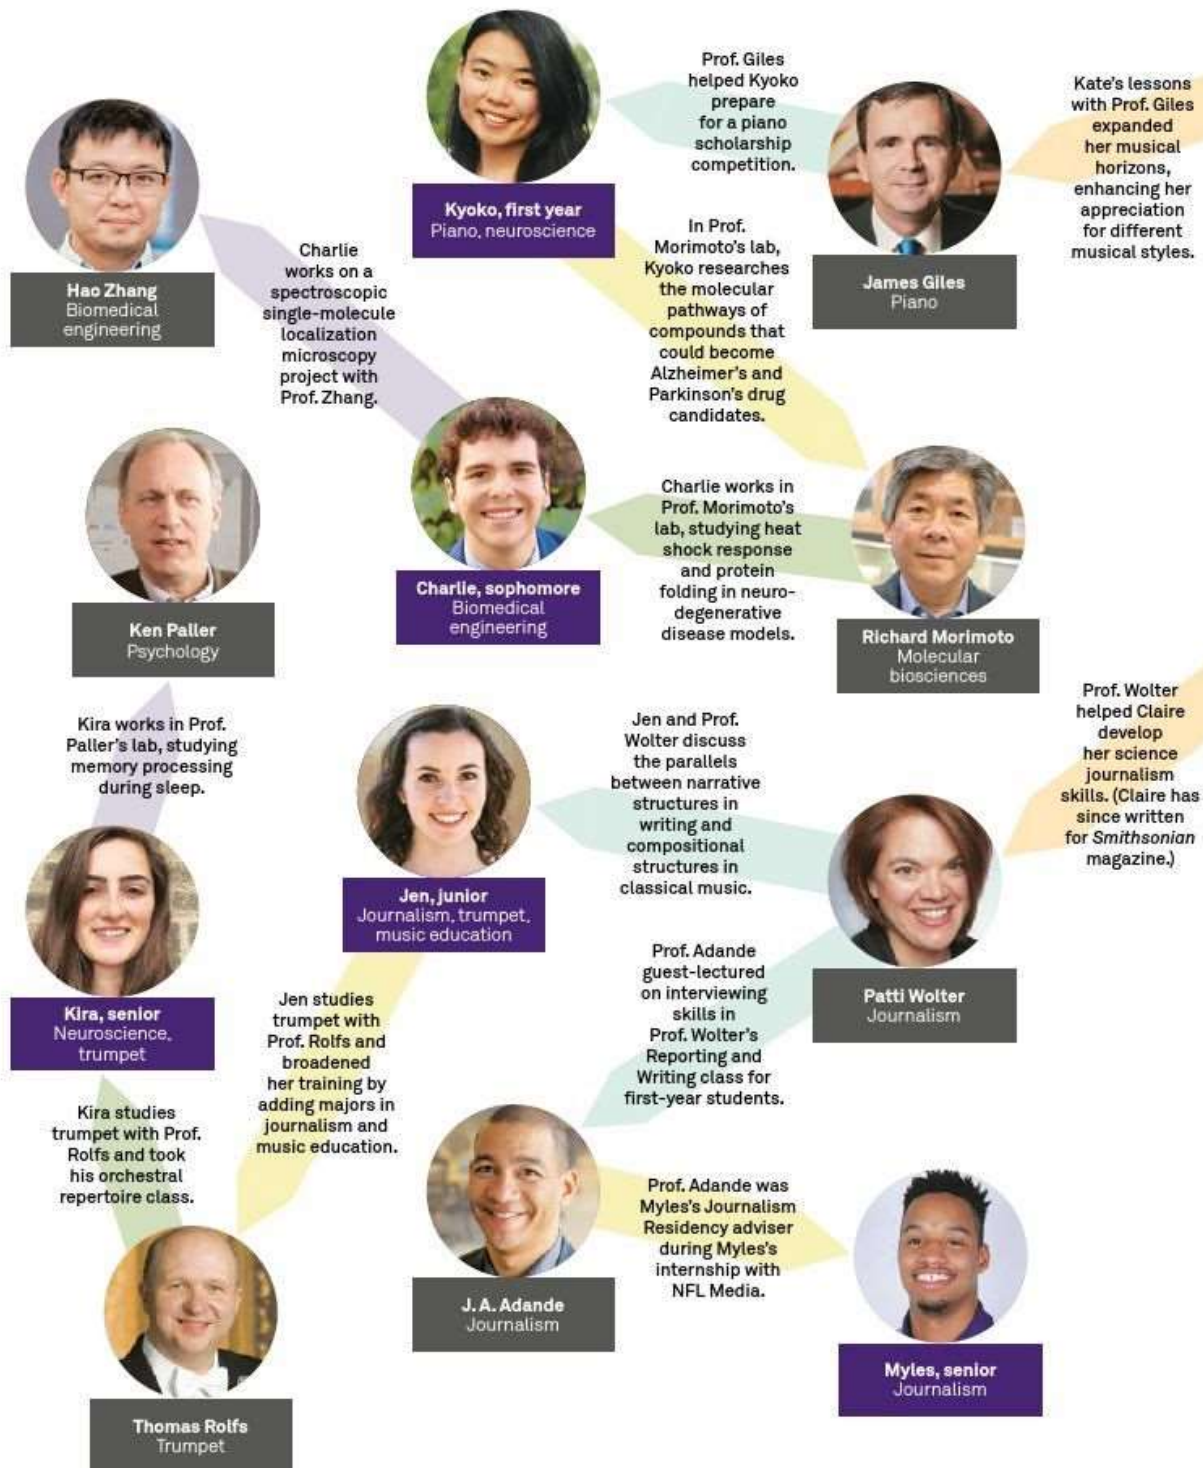 Prof. Giles
helped Kyoko
prepare
for a piano
scholarship
competition.
Kate's lessons
with Prof. Giles
expanded
her musical
horizons,
enhancing her
appreciation
for different
musical styles.
Kyoko, first year
Piano, neuroscience
James Giles
Piano
Hao Zhang
Biomedical
engineering
Charlie
works on a
spectroscopic
single-molecule
localization
microscopy
project with
Prof. Zhang.
In Prof.
Morimoto's lab,
Kyoko researches
the molecular
pathways of
compounds that
could become
Alzheimer's and
Parkinson's drug
candidates.
Charlie works in
Prof. Morimoto's
lab, studying heat
shock response
and protein
folding in neuro-
degenerative
disease models.
Charlie, sophomore
Biomedical
engineering
Ken Paller
Psychology
Richard Morimoto
Molecular
biosciences
Kira works in Prof.
Paller's lab, studying
memory processing
during sleep.
Jen and Prof.
Wolter discuss
the parallels
between narrative
structures in
writing and
compositional
structures in
classical music.
Prof. Wolter
helped Claire
develop
her science
journalism
skills. (Claire has
since written
for Smithsonian
magazine.)
Jen, junior
Journalism, trumpet,
music education
Patti Wolter
Journalism
Kira, senior
Neuroscience,
trumpet
Jen studies
trumpet with
Prof. Rolfs and
broadened
her training by
adding majors in
journalism and
music education.
Prof. Adande
guest-lectured
on interviewing
skills in
Prof. Wolter's
Reporting and
Writing class for
first-year students.
Kira studies
trumpet with Prof.
Rolfs and took
his orchestral
repertoire class.
Prof. Adande was
Myles's Journalism
Residency adviser
during Myles's
internship with
NFL Media.
J. A. Adande
Journalism
Myles, senior
Journalism
Thomas Rolfs
Trumpet